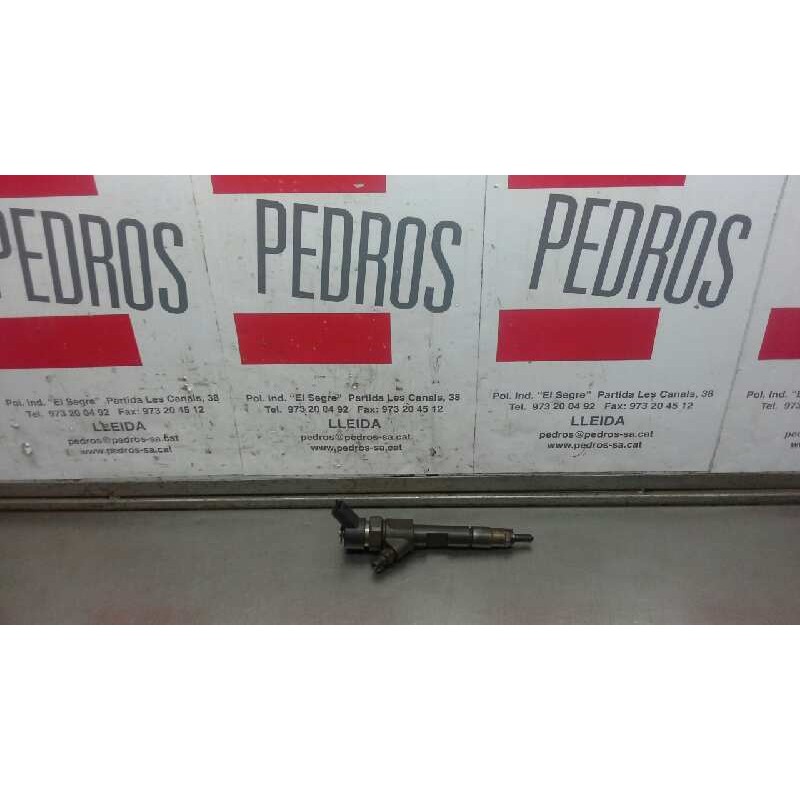 PEDROS
Pol. Ind. "El Segre" Partida Les Canals, 38
Tel. 973 20 04 92 Fax: 973 20 45 12
LLEIDA
pedros@pedros-sa.cat
www.pedros-sa.cat
PEDROS
Pol. Ind. "El Segre" Partida Les Canals, 38
Tel. 973 20 04 92 Fax: 973 20 45 12
LLEIDA
pedros@pedros-sa.cat
www.pedros-sa.cat
PEDROS
Pol. Ind. "El Segre" Partida Les Canals, 38
Tel. 973 20 04 92 Fax: 973 20 45 12
LLEIDA
pedros@pedros-sa.cat
www.pedros-sa.cat
Pol. Ind.
Tel. 973